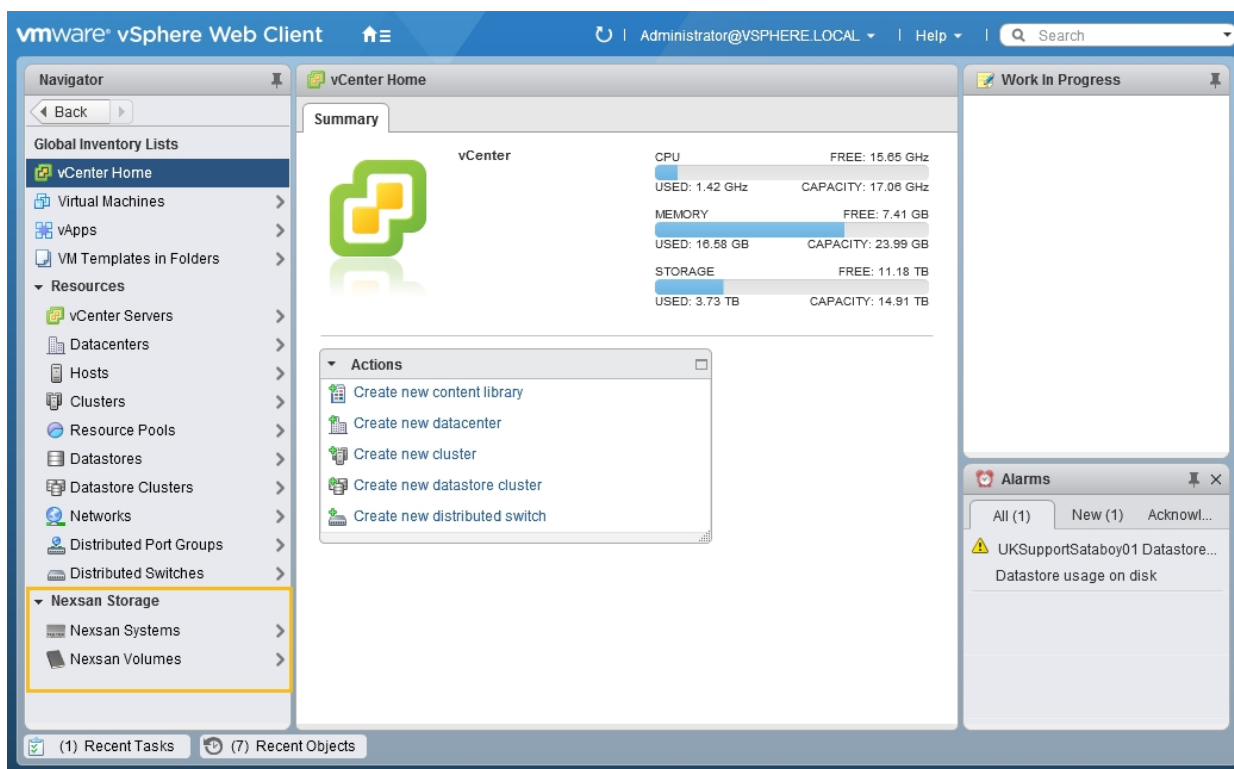 vmware® vSphere Web Client
Administrator@VSPHERE.LOCAL
Help
Search
Navigator
Back
Global Inventory Lists
vCenter Home
Virtual Machines
vApps
VM Templates in Folders
Resources
vCenter Servers
Datacenters
Hosts
Clusters
Resource Pools
Datastores
Datastore Clusters
Networks
Distributed Port Groups
Distributed Switches
Nexsan Storage
Nexsan Systems
Nexsan Volumes
vCenter Home
Summary
vCenter
CPU FREE: 15.65 GHz
USED: 1.42 GHz CAPACITY: 17.06 GHz
MEMORY FREE: 7.41 GB
USED: 16.58 GB CAPACITY: 23.99 GB
STORAGE FREE: 11.18 TB
USED: 3.73 TB CAPACITY: 14.91 TB
Actions
Create new content library
Create new datacenter
Create new cluster
Create new datastore cluster
Create new distributed switch
Work In Progress
Alarms
All (1) New (1) Acknowl...
UKSupportSataboy01 Datastore...
Datastore usage on disk
(1) Recent Tasks (7) Recent Objects